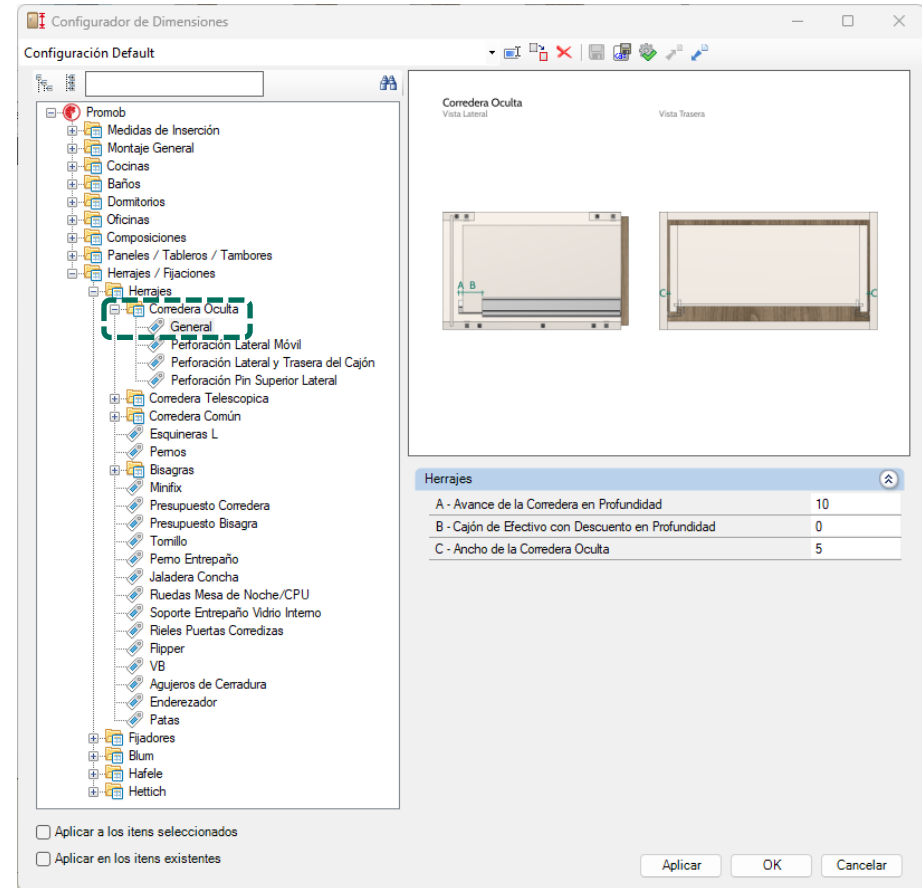 Configurador de Dimensiones
Configuración Default
Promob
Medidas de Inserción
Montaje General
Cocinas
Baños
Dormitorios
Oficinas
Composiciones
Paneles / Tableros / Tambores
Herrajes / Fijaciones
Herrajes
Corredera Oculta
General
Perforación Lateral Móvil
Perforación Lateral y Trasera del Cajón
Perforación Pin Superior Lateral
Corredera Telescopica
Corredera Común
Esquineras L
Pernos
Bisagras
Minifix
Presupuesto Corredera
Presupuesto Bisagra
Tornillo
Perno Entrepaño
Jaladera Concha
Ruedas Mesa de Noche/CPU
Soporte Entrepaño Vidrio Interno
Rieles Puertas Corredizas
Flipper
VB
Agujeros de Cerradura
Enderezador
Patas
Fijadores
Blum
Hafele
Hettich
Aplicar a los itens seleccionados
Aplicar en los itens existentes
Corredera Oculta
Vista Lateral Vista Trasera
A B
C C
Herrajes
A - Avance de la Corredera en Profundidad 10
B - Cajón de Efectivo con Descuento en Profundidad 0
C - Ancho de la Corredera Oculta 5
Aplicar OK Cancelar